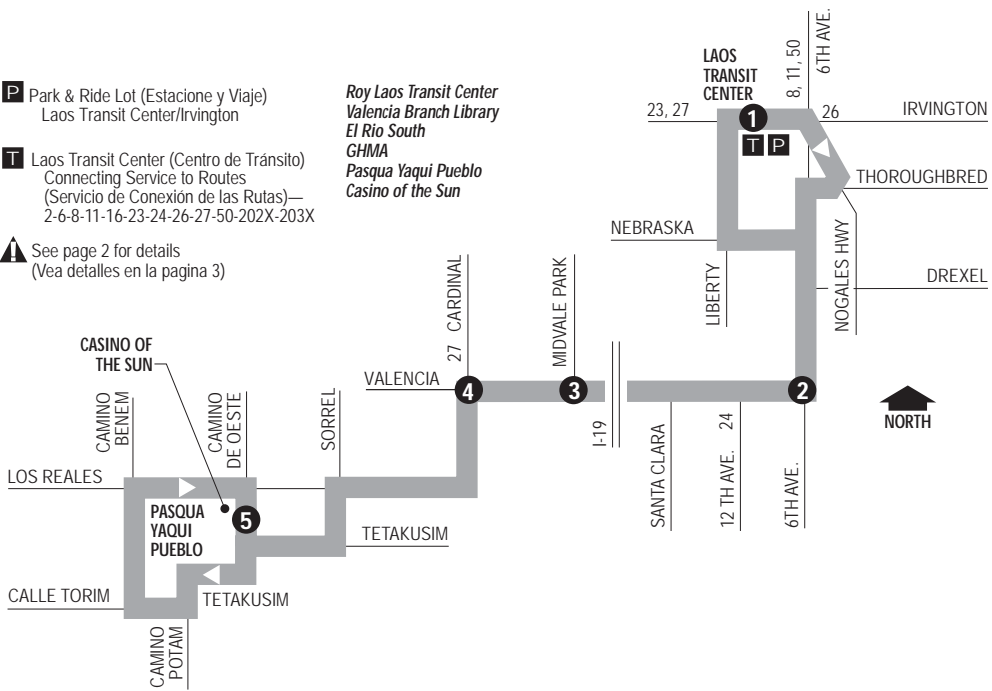 P Park & Ride Lot (Estacione y Viaje)
Laos Transit Center/Irvington
T Laos Transit Center (Centro de Tránsito)
Connecting Service to Routes
(Servicio de Conexión de las Rutas)—
2-6-8-11-16-23-24-26-27-50-202X-203X
See page 2 for details
(Vea detalles en la pagina 3)
Roy Laos Transit Center
Valencia Branch Library
El Rio South
GHMA
Pasqua Yaqui Pueblo
Casino of the Sun
LAOS
TRANSIT
CENTER
8, 11, 50
6TH AVE.
23, 27
1
26
IRVINGTON
T P
THOROUGHBRED
NEBRASKA
LIBERTY
NOGALES HWY
DREXEL
27 CARDINAL
MIDVALE PARK
VALENCIA
4
3
2
I-19
NORTH
SANTA CLARA
12 TH AVE. 24
6TH AVE.
CASINO OF
THE SUN
CAMINO
BENEM
CAMINO
DE OESTE
SORREL
LOS REALES
PASQUA
YAQUI
PUEBLO
5
TETAKUSIM
CALLE TORIM
TETAKUSIM
CAMINO
POTAM